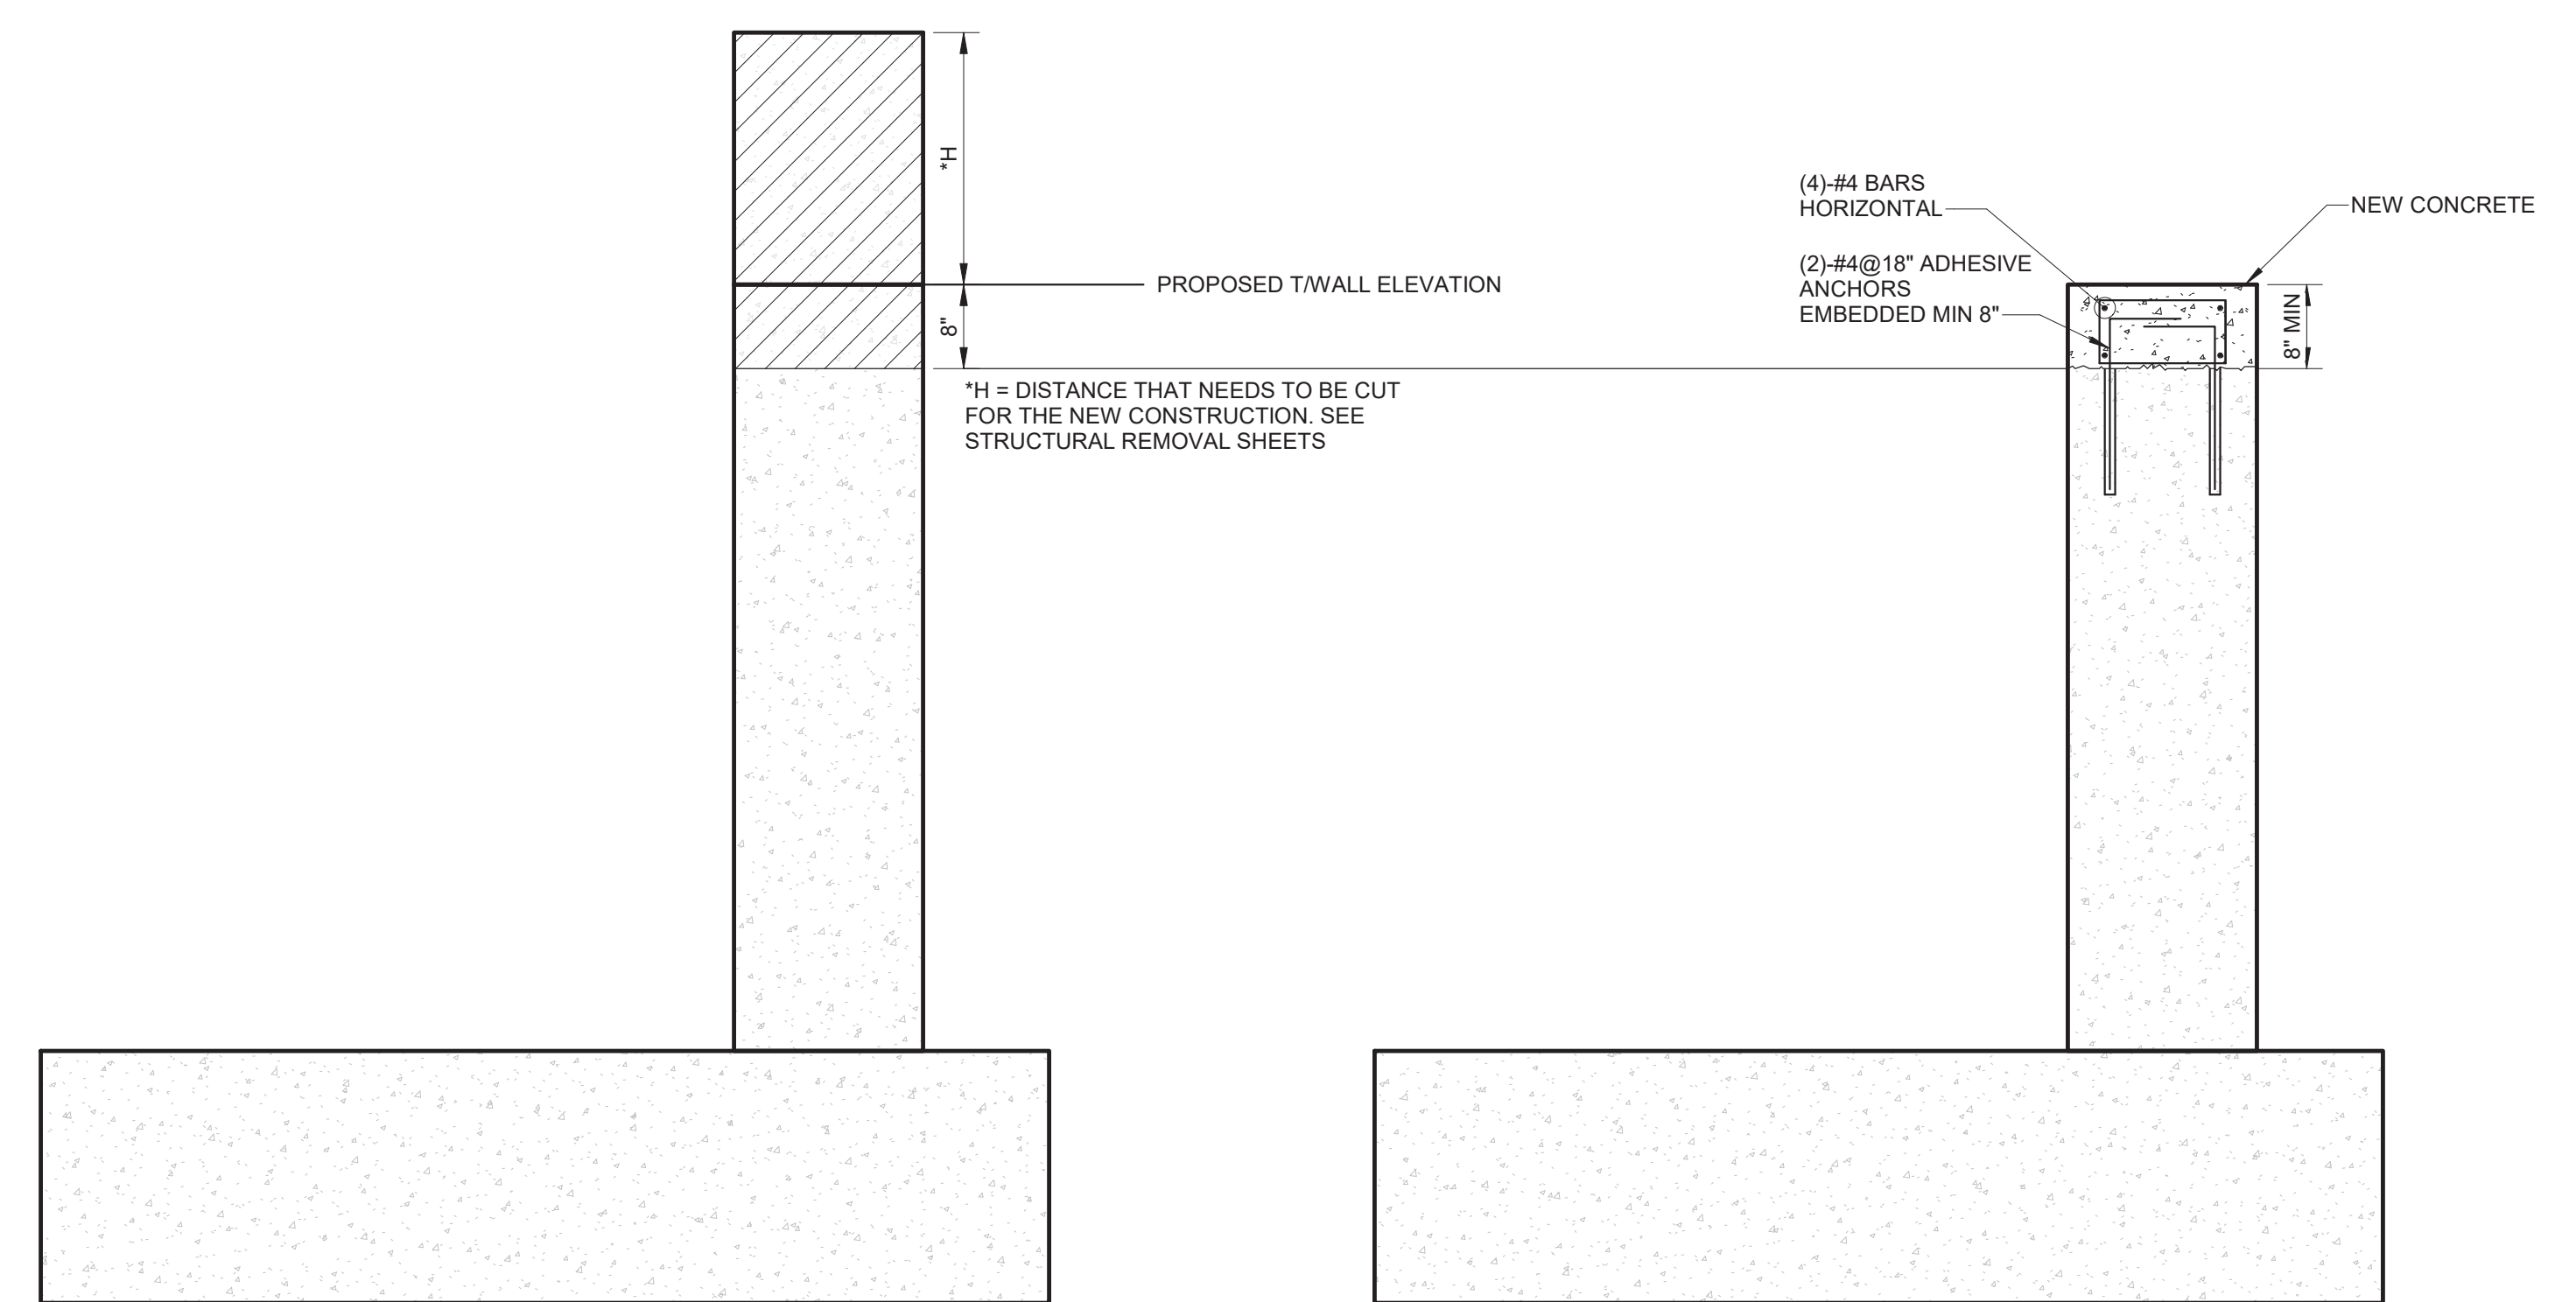 *H
PROPOSED T/WALL ELEVATION
8"
*H = DISTANCE THAT NEEDS TO BE CUT
FOR THE NEW CONSTRUCTION. SEE
STRUCTURAL REMOVAL SHEETS
(4)-#4 BARS
HORIZONTAL
(2)-#4@18" ADHESIVE
ANCHORS
EMBEDDED MIN 8"
NEW CONCRETE
8" MIN